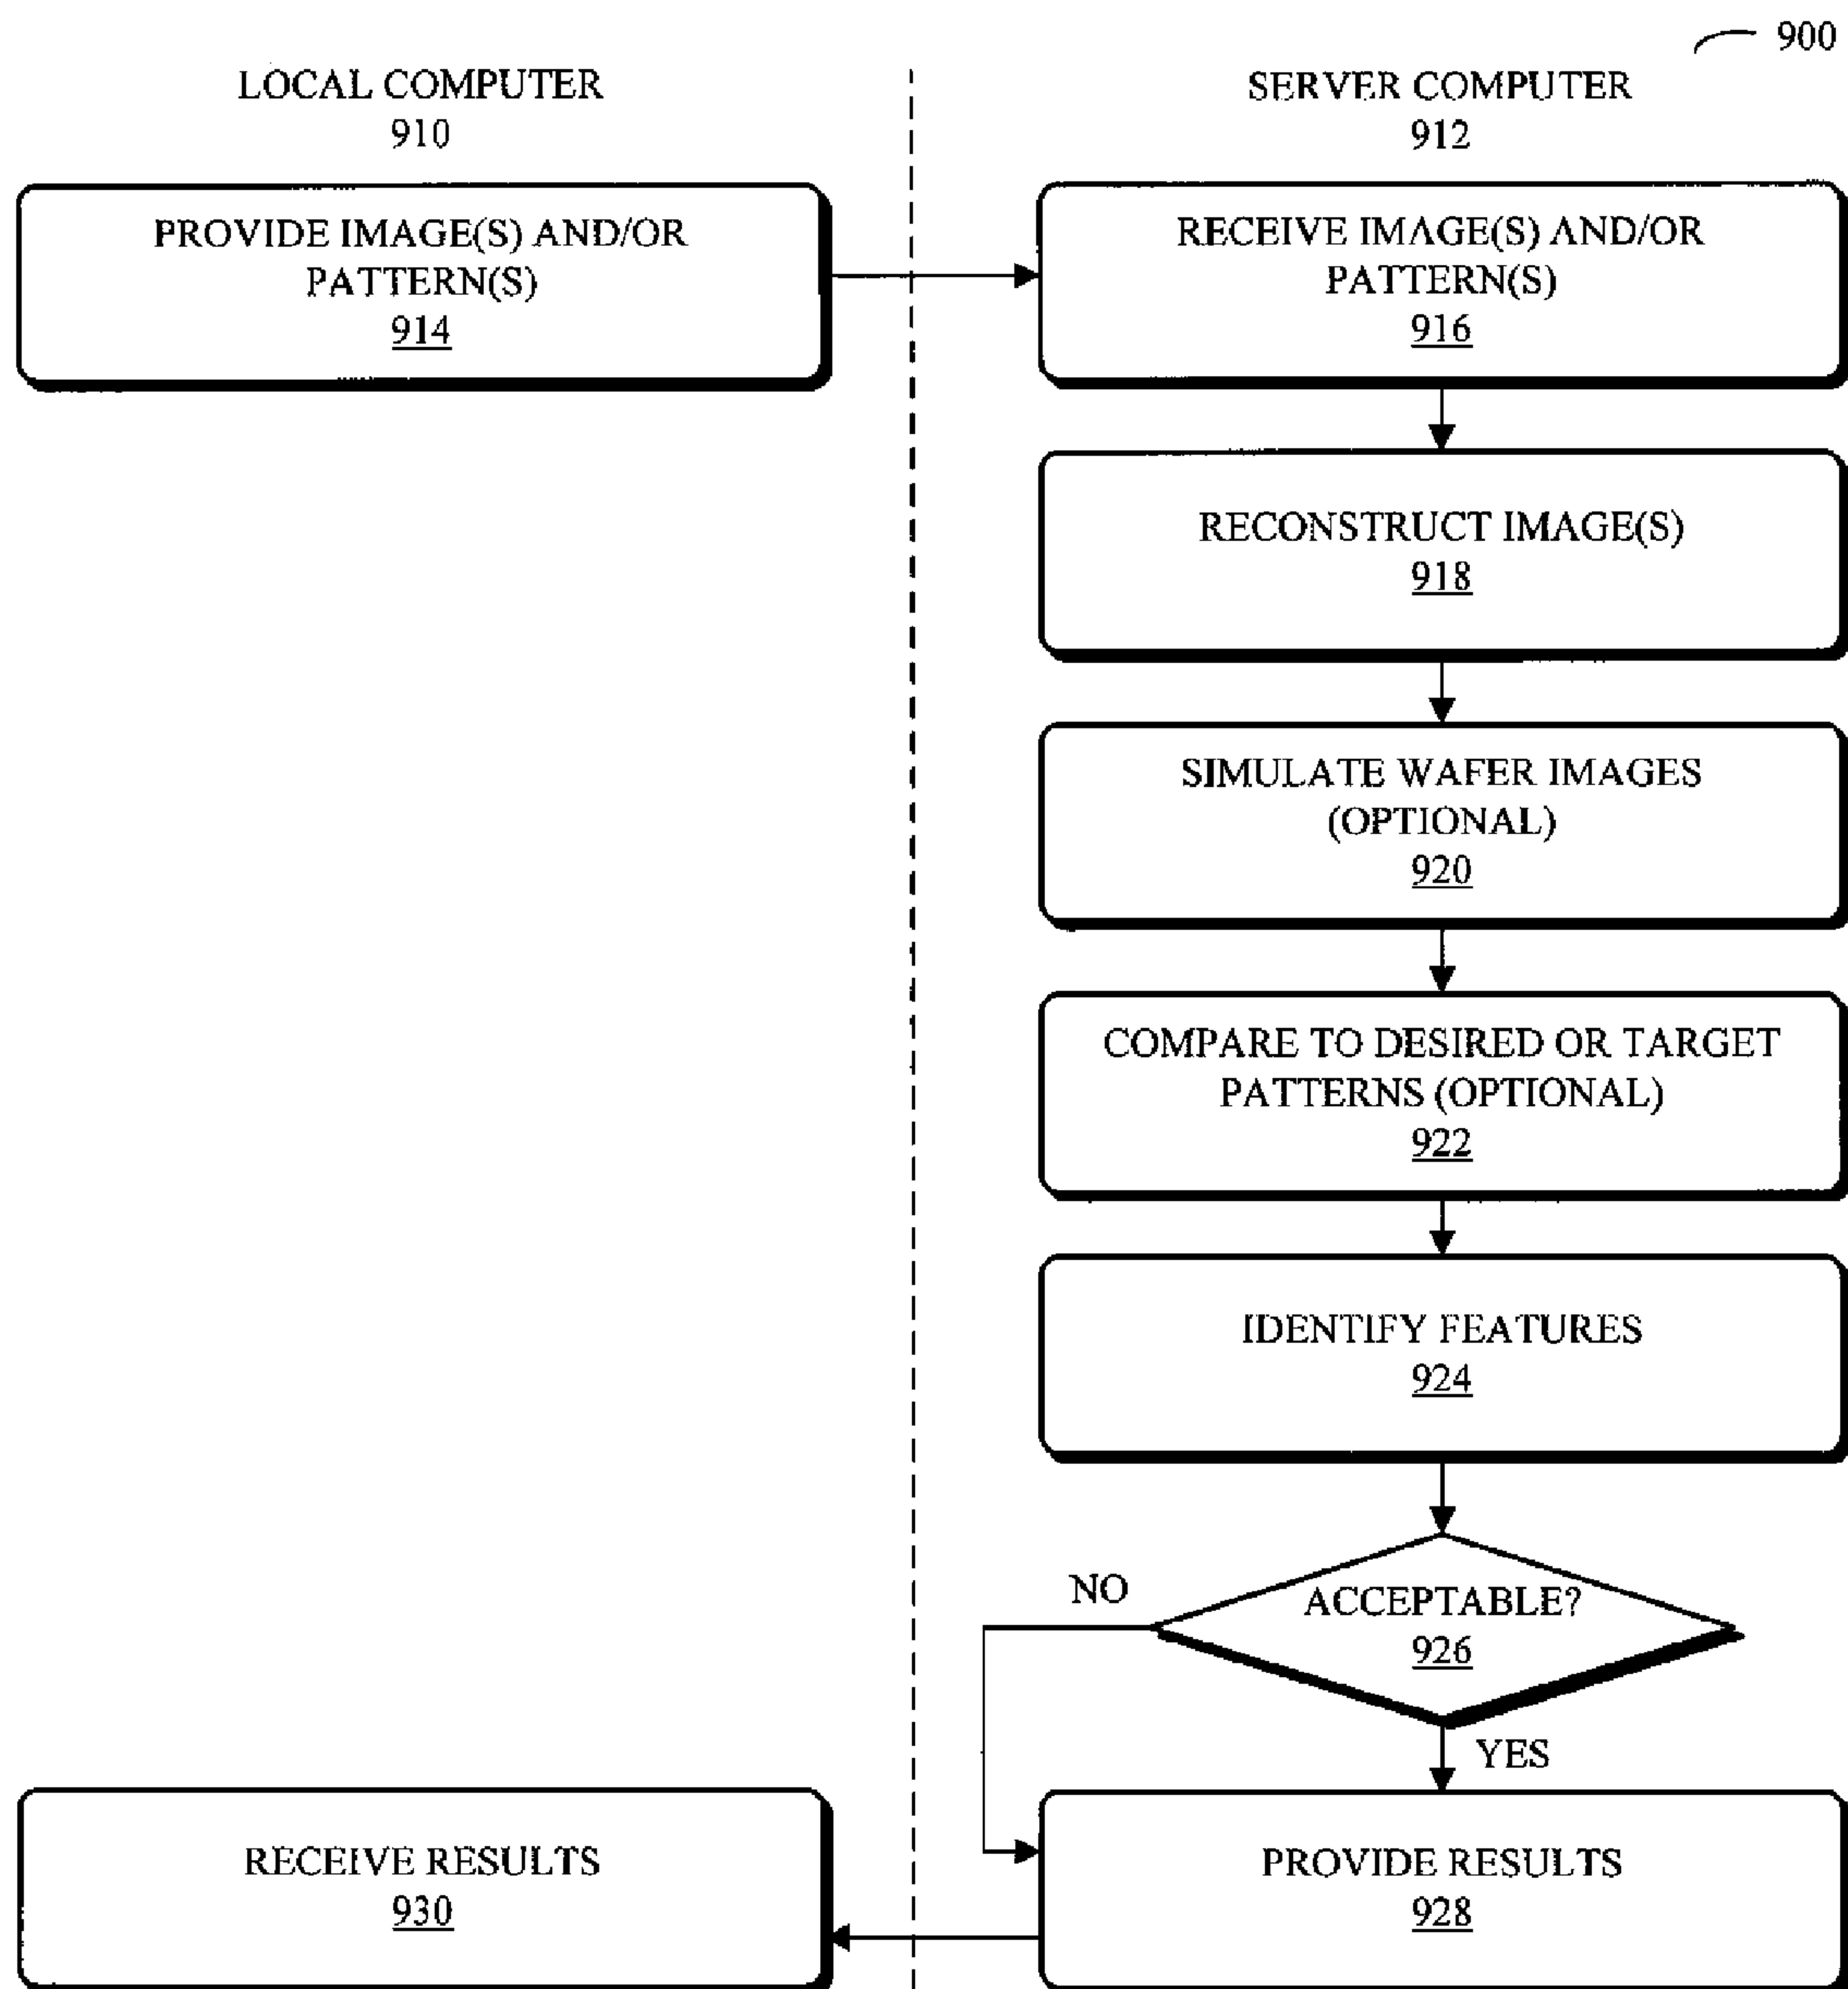 900
LOCAL COMPUTER
910
SERVER COMPUTER
912
PROVIDE IMAGE(S) AND/OR
PATTERN(S)
914
RECEIVE IMAGE(S) AND/OR
PATTERN(S)
916
RECONSTRUCT IMAGE(S)
918
SIMULATE WAFER IMAGES
(OPTIONAL)
920
COMPARE TO DESIRED OR TARGET
PATTERNS (OPTIONAL)
922
IDENTIFY FEATURES
924
NO
ACCEPTABLE?
926
YES
RECEIVE RESULTS
930
PROVIDE RESULTS
928